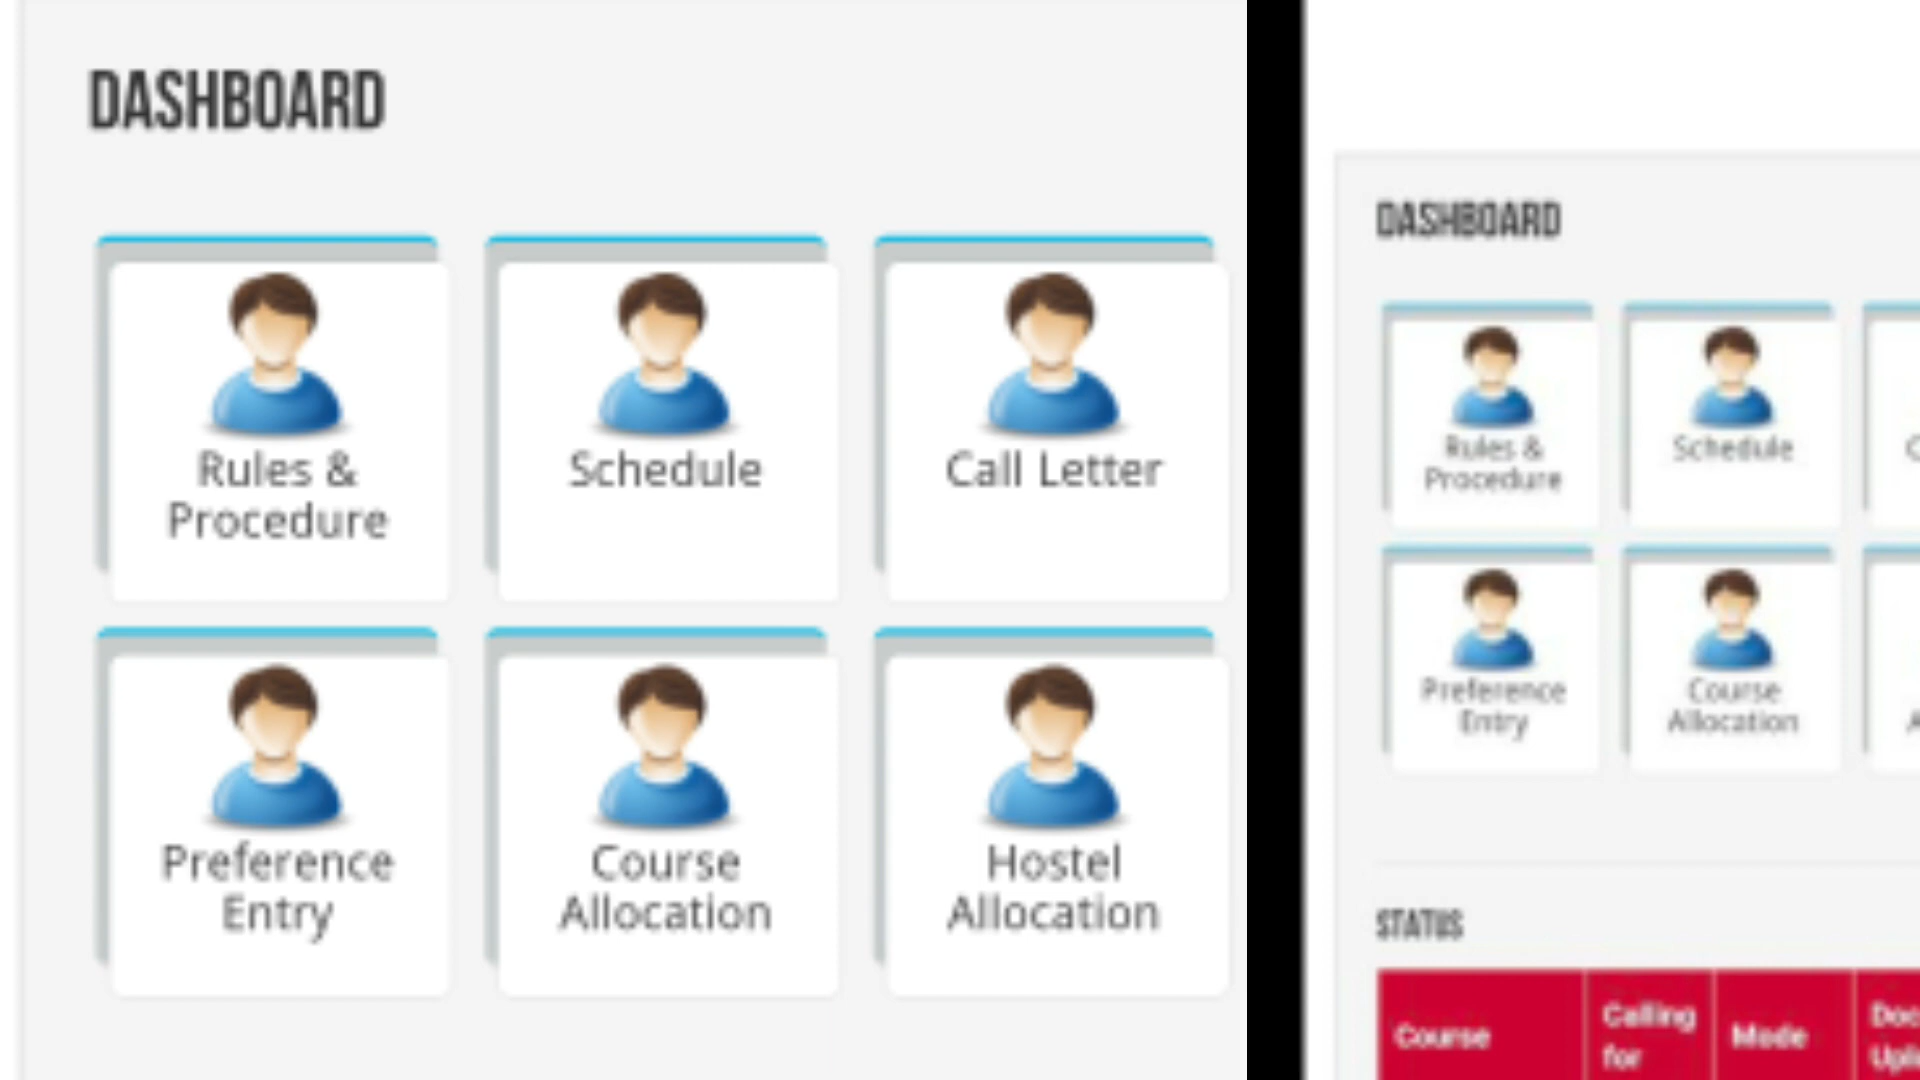 DASHBOARD
Rules &
Procedure
Schedule
Call Letter
Preference
Entry
Course
Allocation
Hostel
Allocation
DASHBOARD
Rules &
Procedure
Schedule
Preference
Entry
Course
Allocation
STATUS
Course
Calling
for
Mode